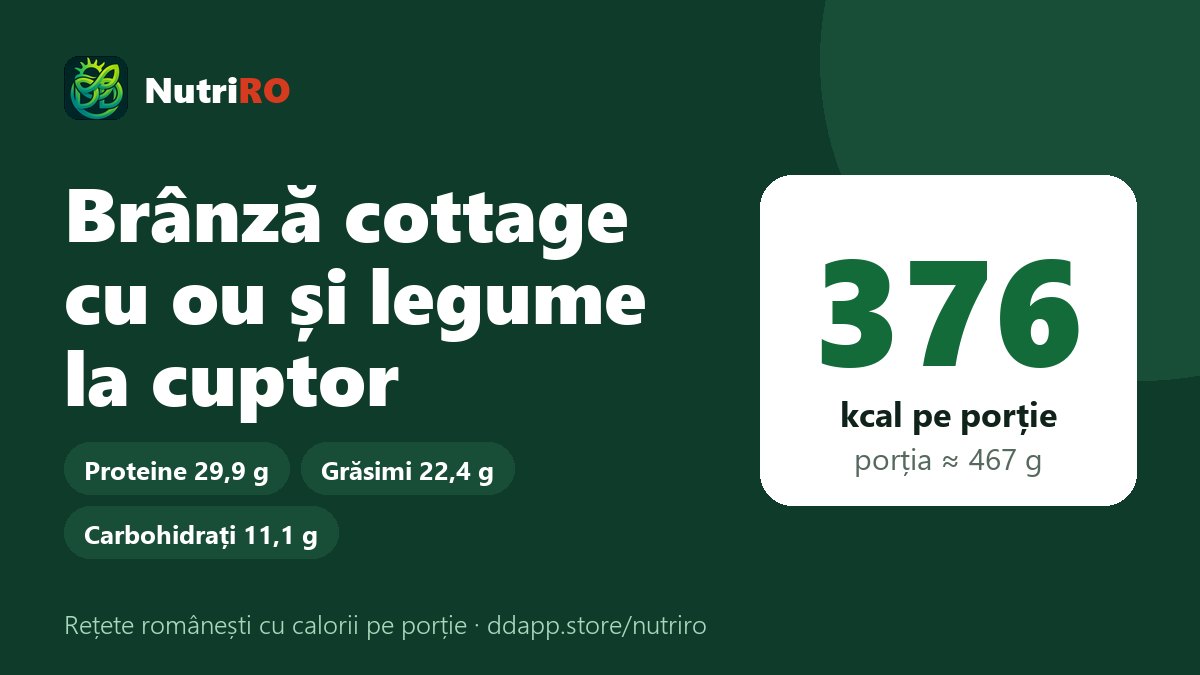 NutriRO
Brânză cottage
cu ou și legume
la cuptor
376
kcal pe porție
porția ≈ 467 g
Proteine 29,9 g
Grăsimi 22,4 g
Carbohidrați 11,1 g
Rețete românești cu calorii pe porție · ddapp.store/nutriro